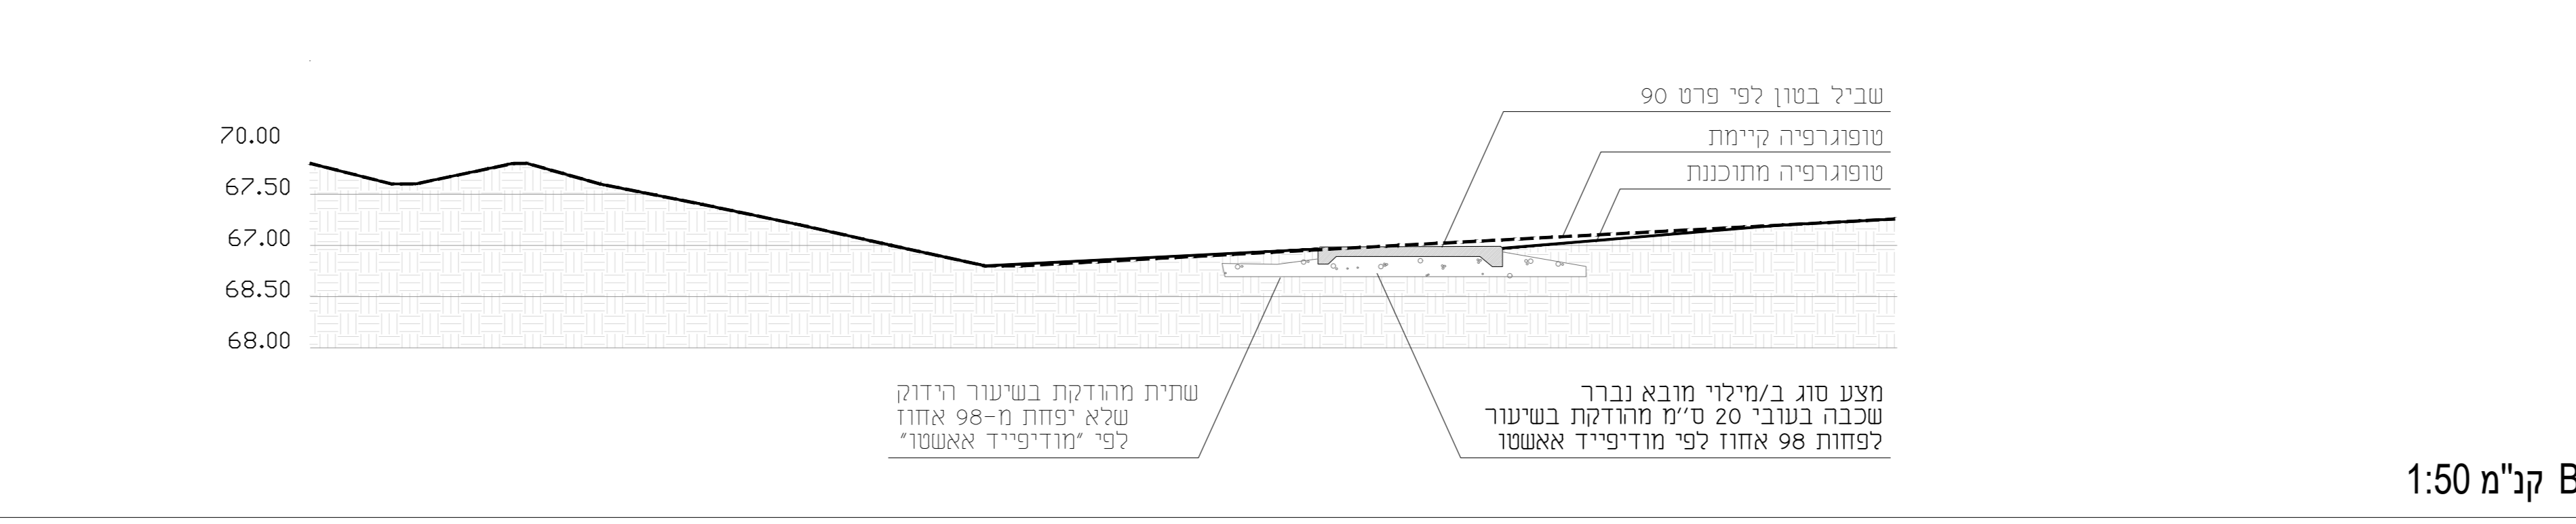 שביל בטון לפי פרט 90
טופוגרפיה קיימת
טופוגרפיה מתוכננת
70.00
67.50
67.00
68.50
68.00
מצע סוג ב/מילוי מובא נברר
שכבה בעובי 20 ס''מ מהודקת בשיעור
לפחות 98 אחוז לפי מודיפייד אאשטו
שתית מהודקת בשיעור הידוק
שלא יפחת מ-98 אחוז
לפי "מודיפייד אאשטו"
B קנ"מ 1:50